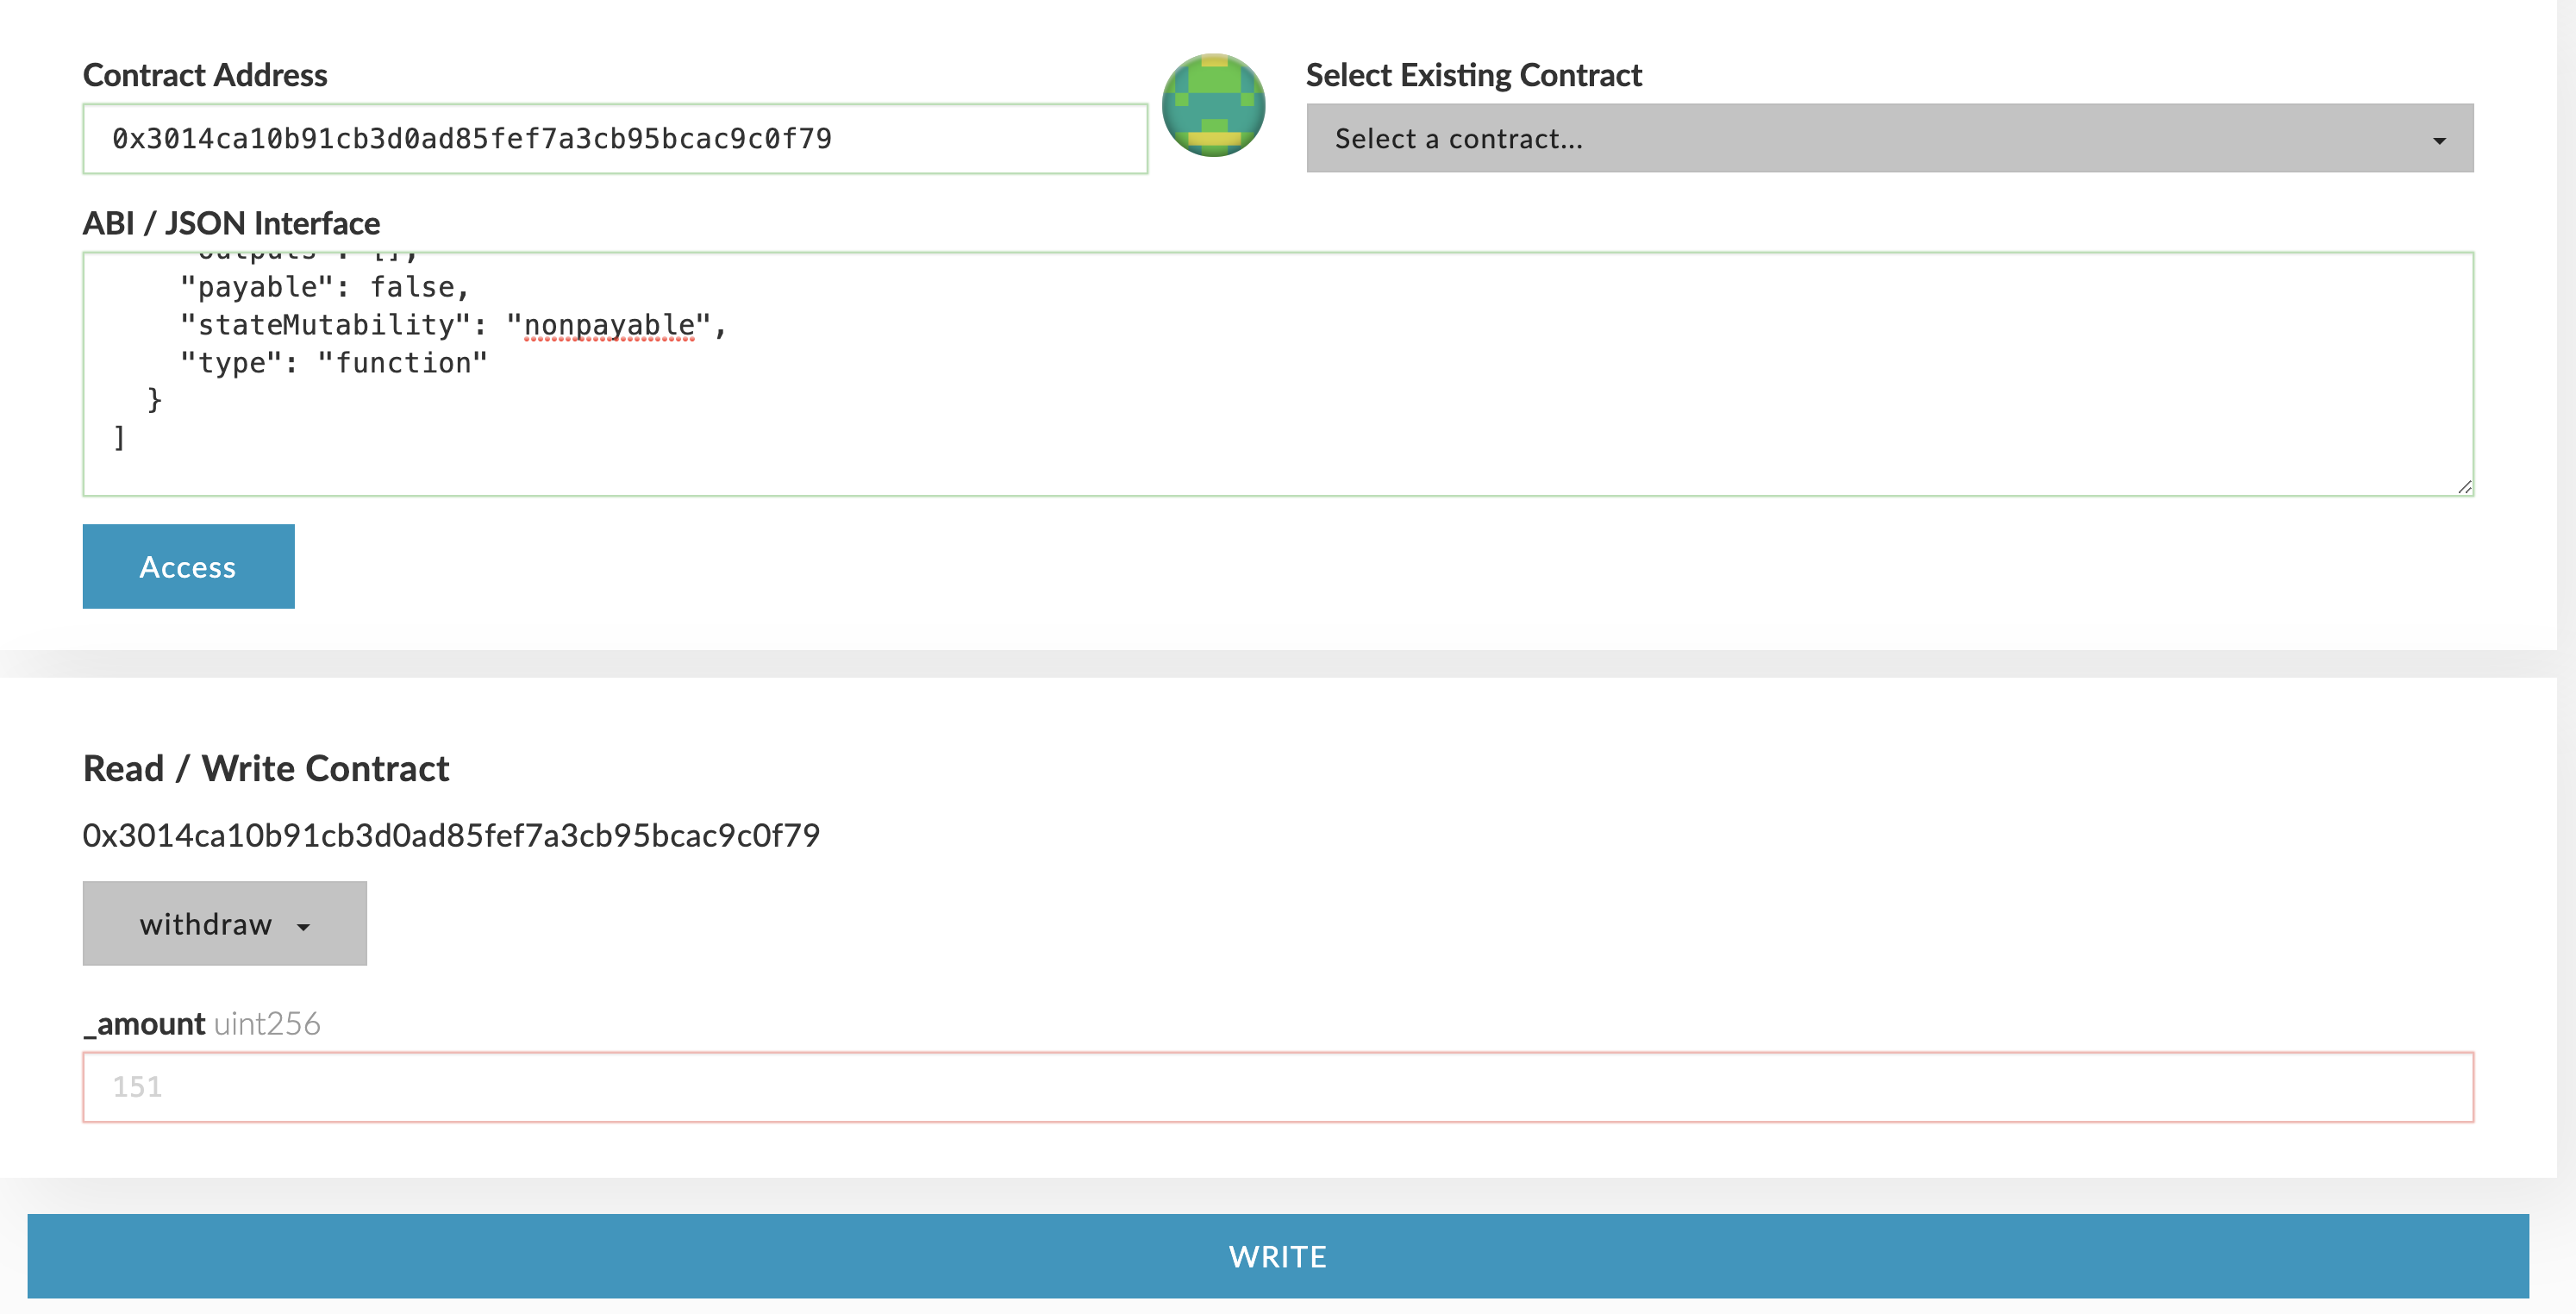 Contract Address
Select Existing Contract
0x3014ca10b91cb3d0ad85fef7a3cb95bcac9c0f79
Select a contract...
ABI / JSON Interface
"outputs": [],
"payable": false,
"stateMutability": "nonpayable",
"type": "function"
}
]
Access
Read / Write Contract
0x3014ca10b91cb3d0ad85fef7a3cb95bcac9c0f79
withdraw
_amount uint256
151
WRITE